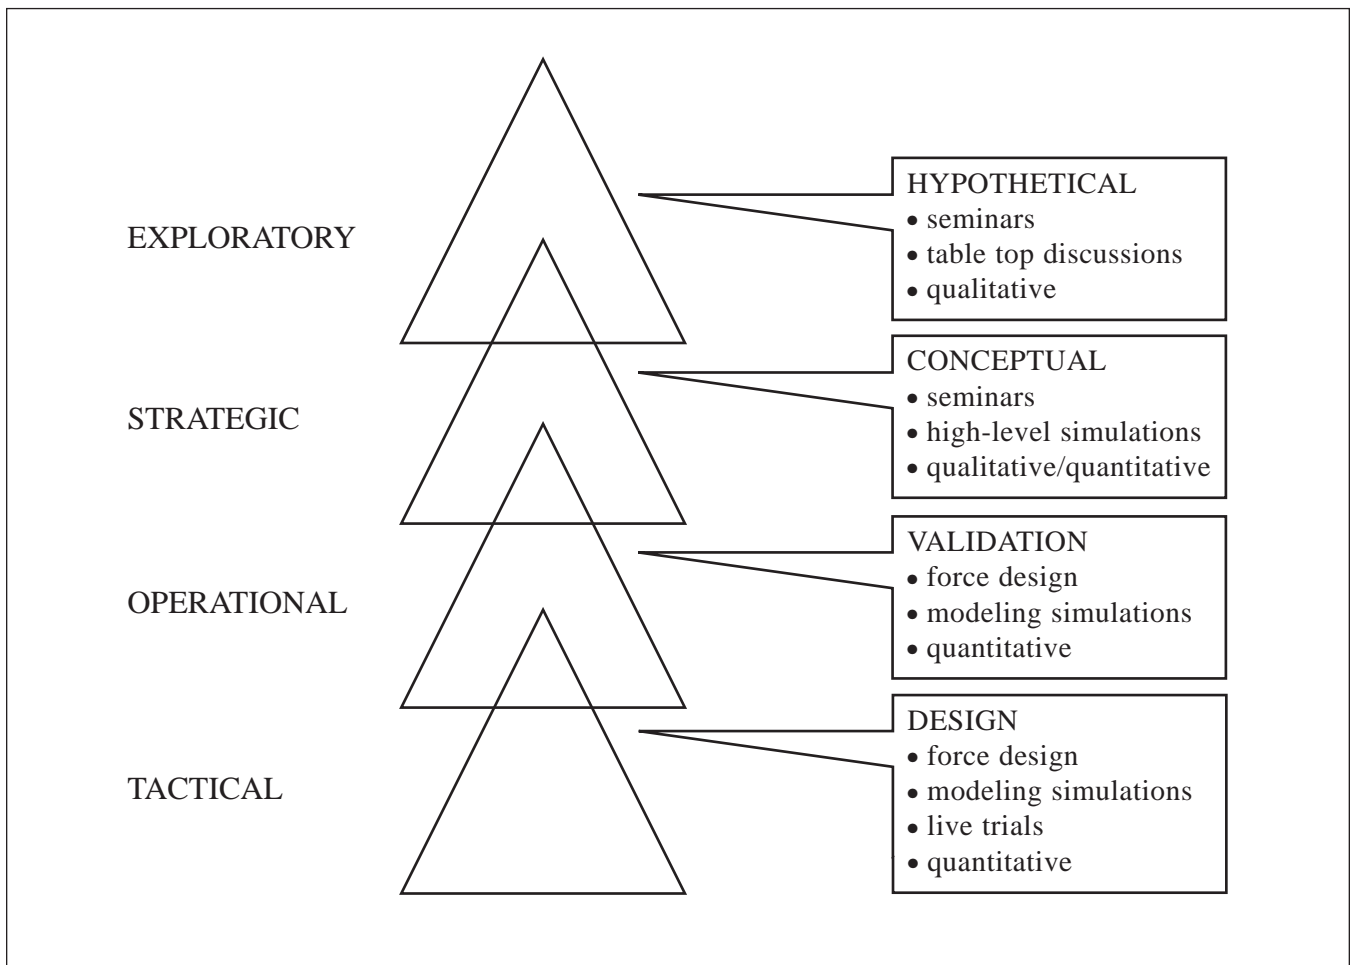 EXPLORATORY
HYPOTHETICAL
• seminars
• table top discussions
• qualitative
STRATEGIC
CONCEPTUAL
• seminars
• high-level simulations
• qualitative/quantitative
OPERATIONAL
VALIDATION
• force design
• modeling simulations
• quantitative
TACTICAL
DESIGN
• force design
• modeling simulations
• live trials
• quantitative